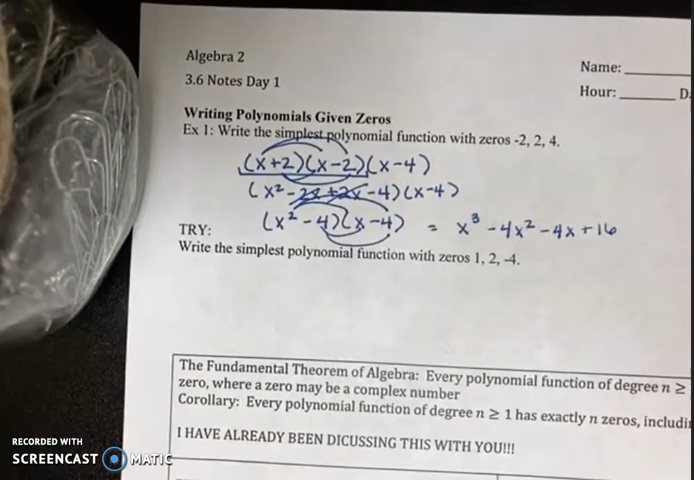 Algebra 2
Name:
3.6 Notes Day 1
Hour: D
Writing Polynomials Given Zeros
Ex 1: Write the simplest polynomial function with zeros -2, 2, 4.
(x+2)(x-2)(x-4)
(x² - 2x + 2x - 4)(x-4)
(x² - 4)(x - 4) = x³ - 4x² - 4x + 16
TRY:
Write the simplest polynomial function with zeros 1, 2, -4.
The Fundamental Theorem of Algebra: Every polynomial function of degree n ≥
zero, where a zero may be a complex number
Corollary: Every polynomial function of degree n ≥ 1 has exactly n zeros, includi
I HAVE ALREADY BEEN DICUSSING THIS WITH YOU!!!
RECORDED WITH
SCREENCAST MATIC